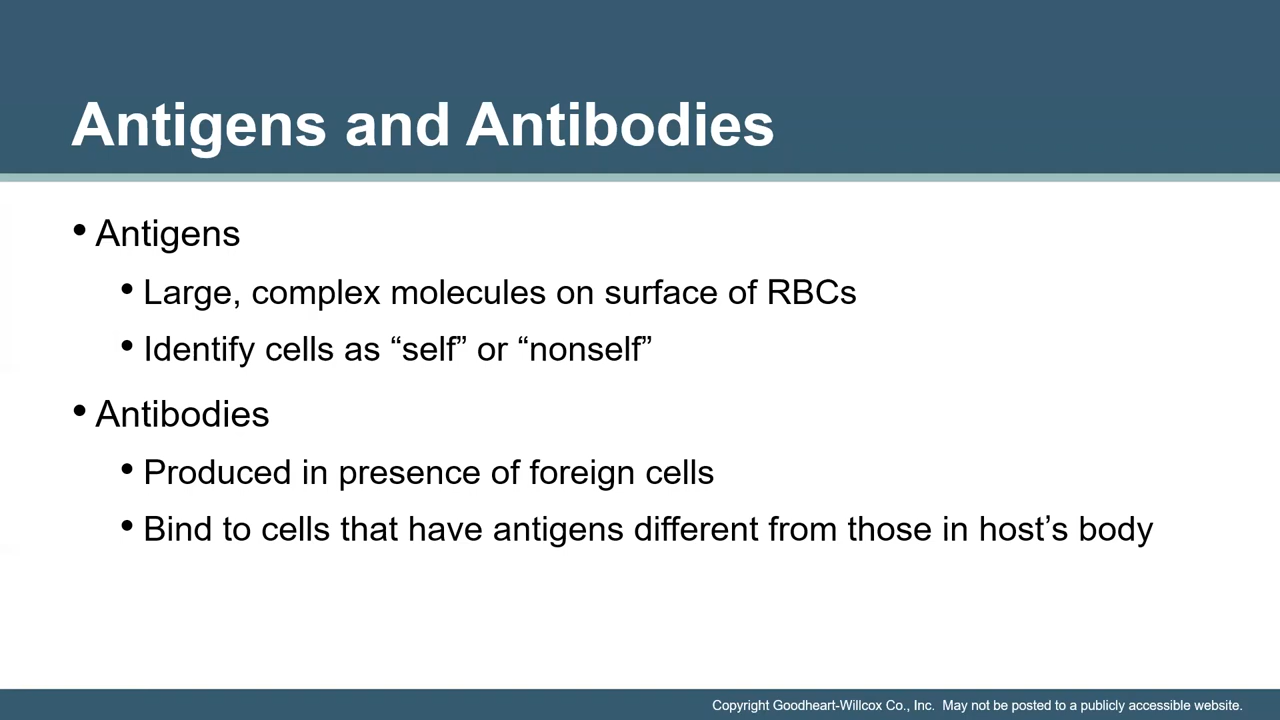 Antigens and Antibodies
• Antigens
• Large, complex molecules on surface of RBCs
• Identify cells as “self” or “nonself”
• Antibodies
• Produced in presence of foreign cells
• Bind to cells that have antigens different from those in host’s body
Copyright Goodheart-Willcox Co., Inc.  May not be posted to a publicly accessible website.